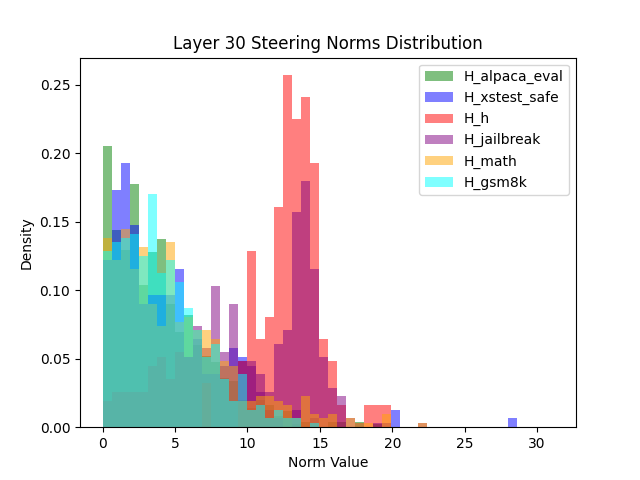 Layer 30 Steering Norms Distribution
H_alpaca_eval
H_xstest_safe
H_h
H_jailbreak
H_math
H_gsm8k
Density
0.25
0.20
0.15
0.10
0.05
0.00
0 5 10 15 20 25 30
Norm Value